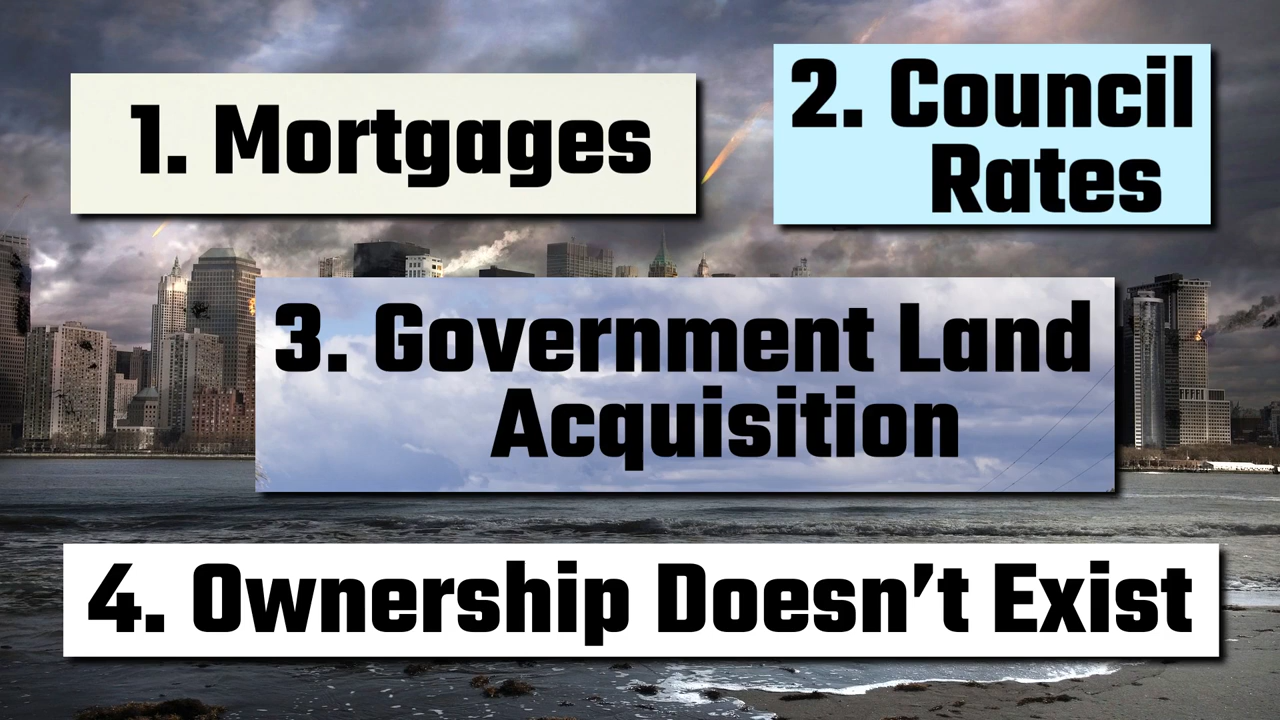 1. Mortgages
2. Council
Rates
3. Government Land
Acquisition
4. Ownership Doesn’t Exist